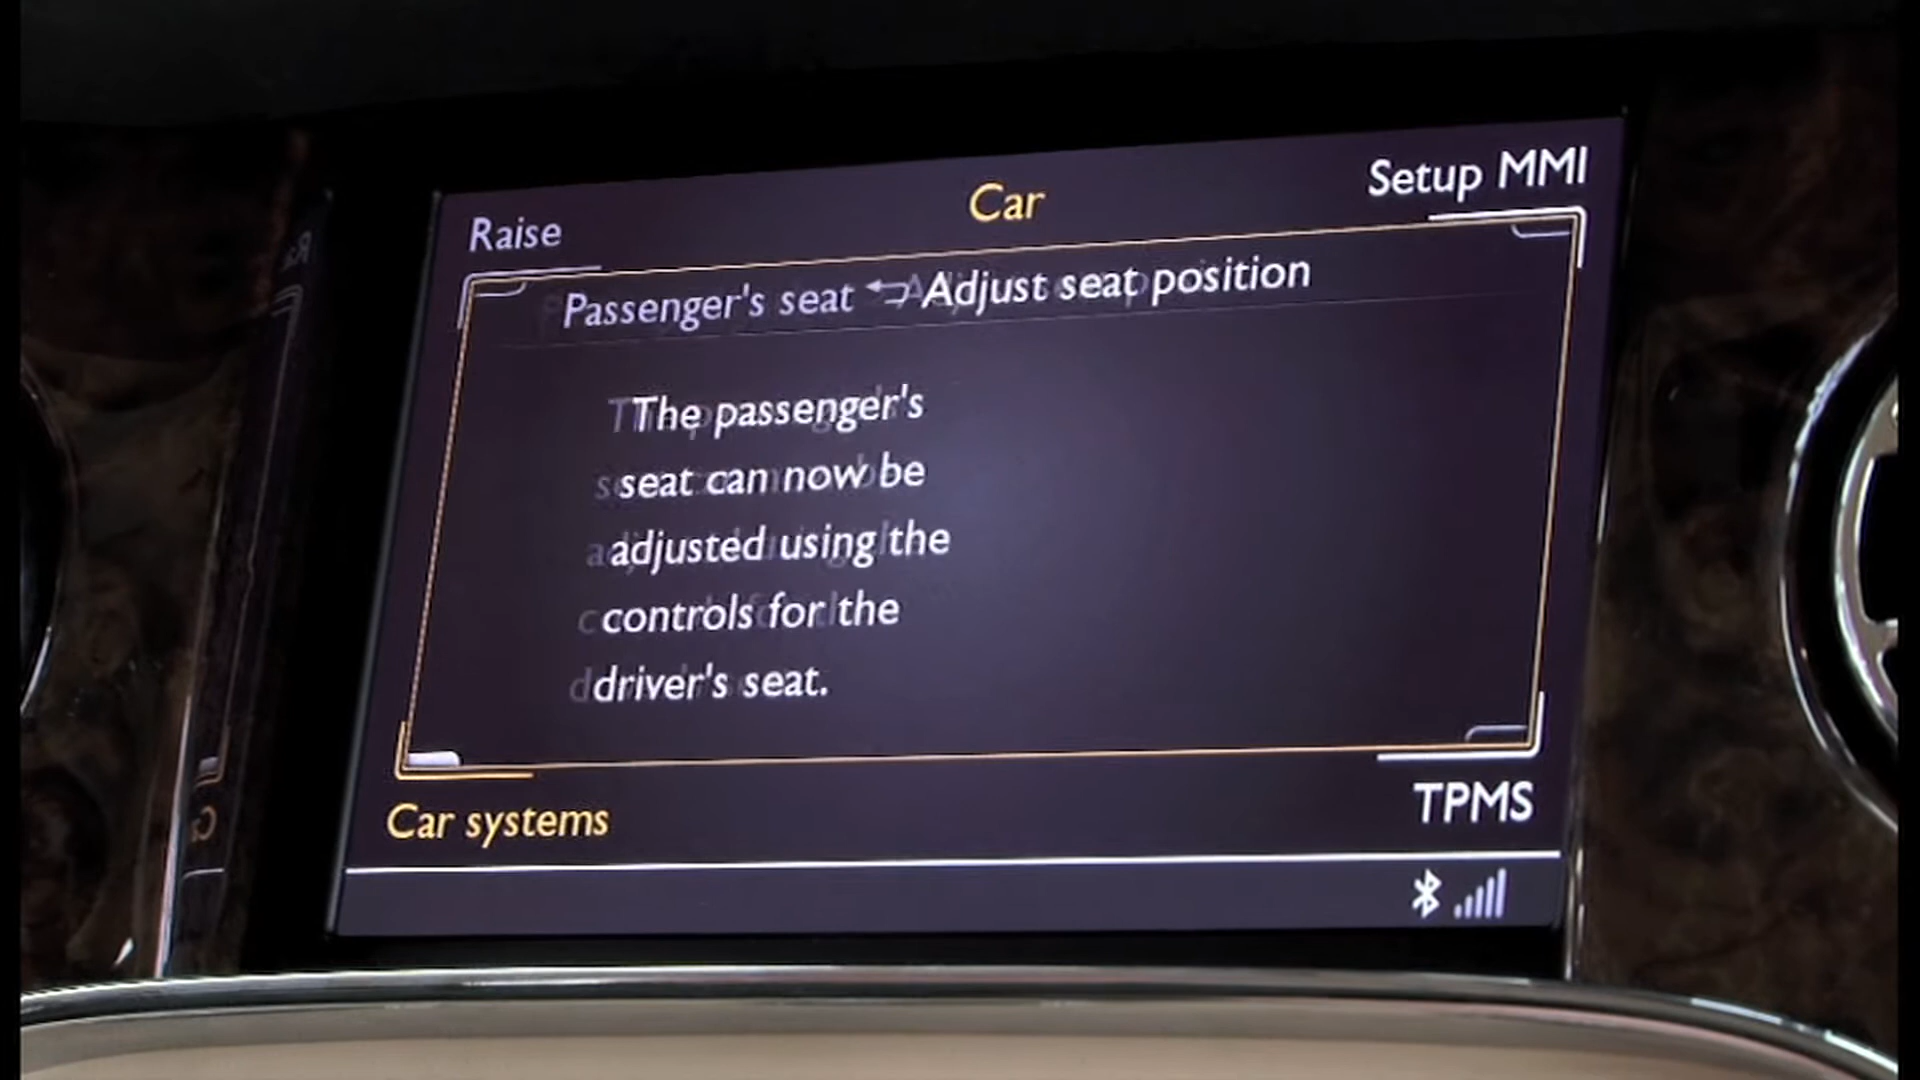 Raise
Car
Setup MMI
Passenger's seat Adjust seat position
The passenger's
seat can now be
adjusted using the
controls for the
driver's seat.
Car systems
TPMS